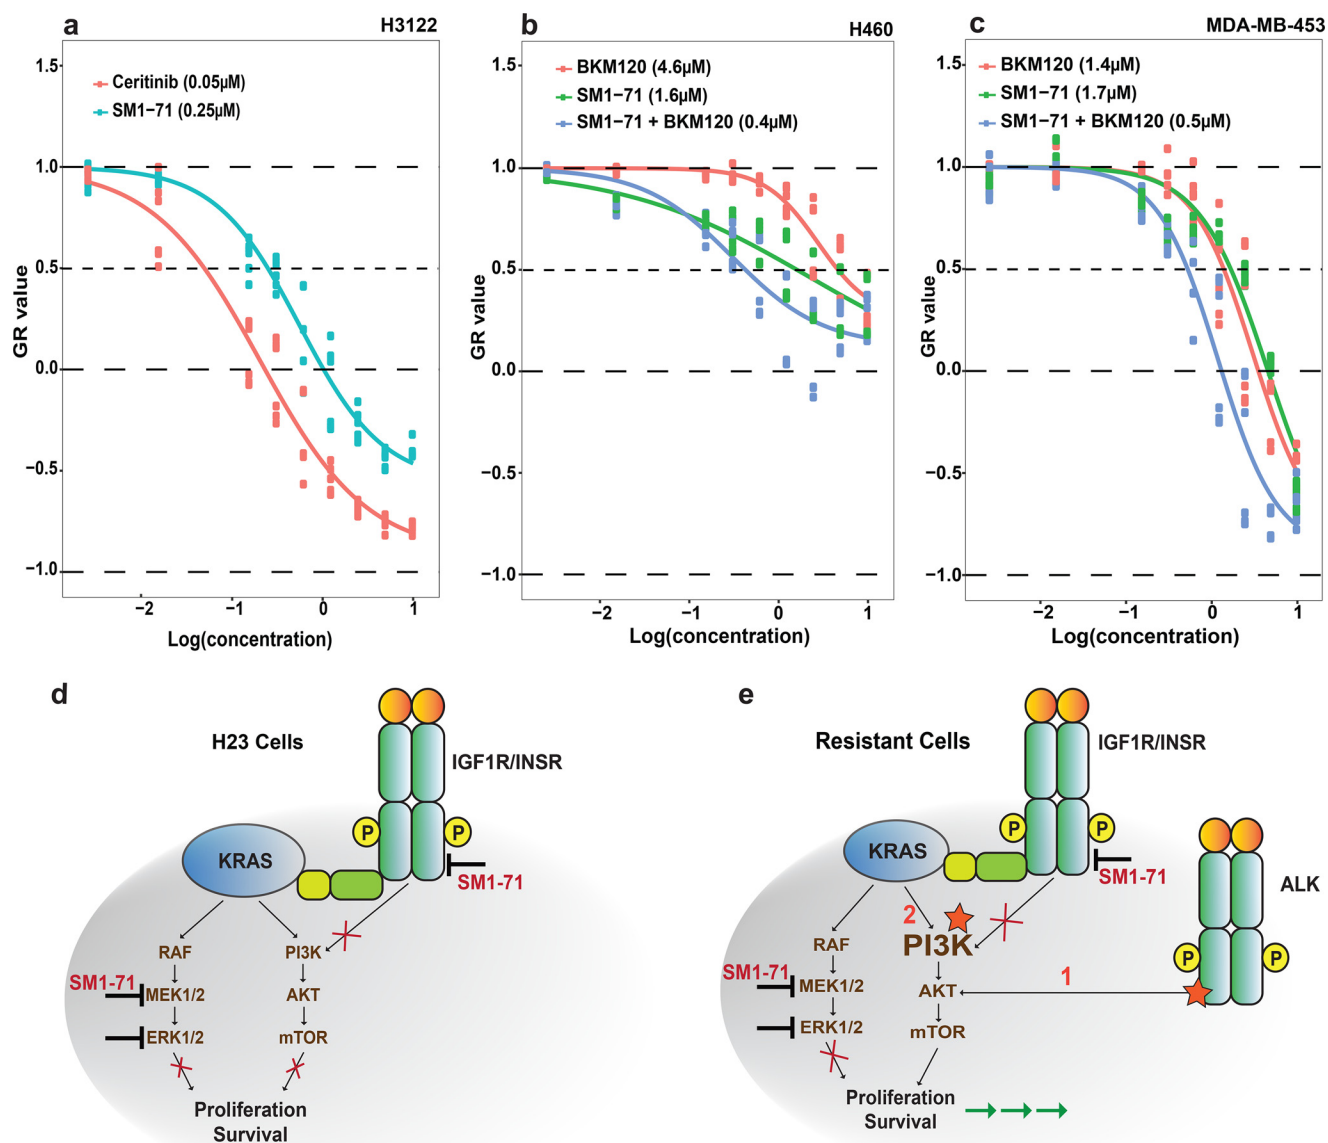 a
H3122
Ceritinib (0.05μM)
SM1−71 (0.25μM)
1.5
1.0
0.5
0.0
−0.5
−1.0
GR value
−2
−1
0
1
Log(concentration)
b
H460
BKM120 (4.6μM)
SM1−71 (1.6μM)
SM1−71 + BKM120 (0.4μM)
1.5
1.0
0.5
0.0
−0.5
−1.0
GR value
−2
−1
0
1
Log(concentration)
c
MDA-MB-453
BKM120 (1.4μM)
SM1−71 (1.7μM)
SM1−71 + BKM120 (0.5μM)
1.5
1.0
0.5
0.0
−0.5
−1.0
GR value
−2
−1
0
1
Log(concentration)
d
H23 Cells
IGF1R/INSR
P
P
KRAS
SM1-71
RAF
PI3K
SM1-71
MEK1/2
AKT
ERK1/2
mTOR
Proliferation
Survival
e
Resistant Cells
IGF1R/INSR
P
P
KRAS
SM1-71
ALK
2
RAF
PI3K
P
P
SM1-71
MEK1/2
AKT
1
ERK1/2
mTOR
Proliferation
Survival